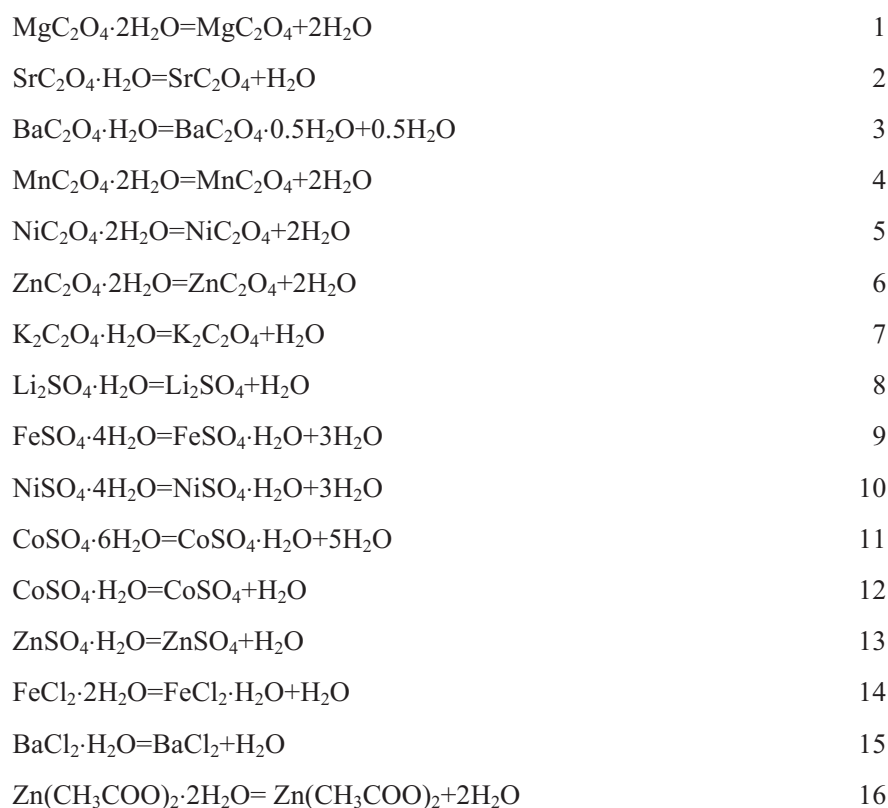 MgC₂O₄·2H₂O=MgC₂O₄+2H₂O 1
SrC₂O₄·H₂O=SrC₂O₄+H₂O 2
BaC₂O₄·H₂O=BaC₂O₄·0.5H₂O+0.5H₂O 3
MnC₂O₄·2H₂O=MnC₂O₄+2H₂O 4
NiC₂O₄·2H₂O=NiC₂O₄+2H₂O 5
ZnC₂O₄·2H₂O=ZnC₂O₄+2H₂O 6
K₂C₂O₄·H₂O=K₂C₂O₄+H₂O 7
Li₂SO₄·H₂O=Li₂SO₄+H₂O 8
FeSO₄·4H₂O=FeSO₄·H₂O+3H₂O 9
NiSO₄·4H₂O=NiSO₄·H₂O+3H₂O 10
CoSO₄·6H₂O=CoSO₄·H₂O+5H₂O 11
CoSO₄·H₂O=CoSO₄+H₂O 12
ZnSO₄·H₂O=ZnSO₄+H₂O 13
FeCl₂·2H₂O=FeCl₂·H₂O+H₂O 14
BaCl₂·H₂O=BaCl₂+H₂O 15
Zn(CH₃COO)₂·2H₂O= Zn(CH₃COO)₂+2H₂O 16